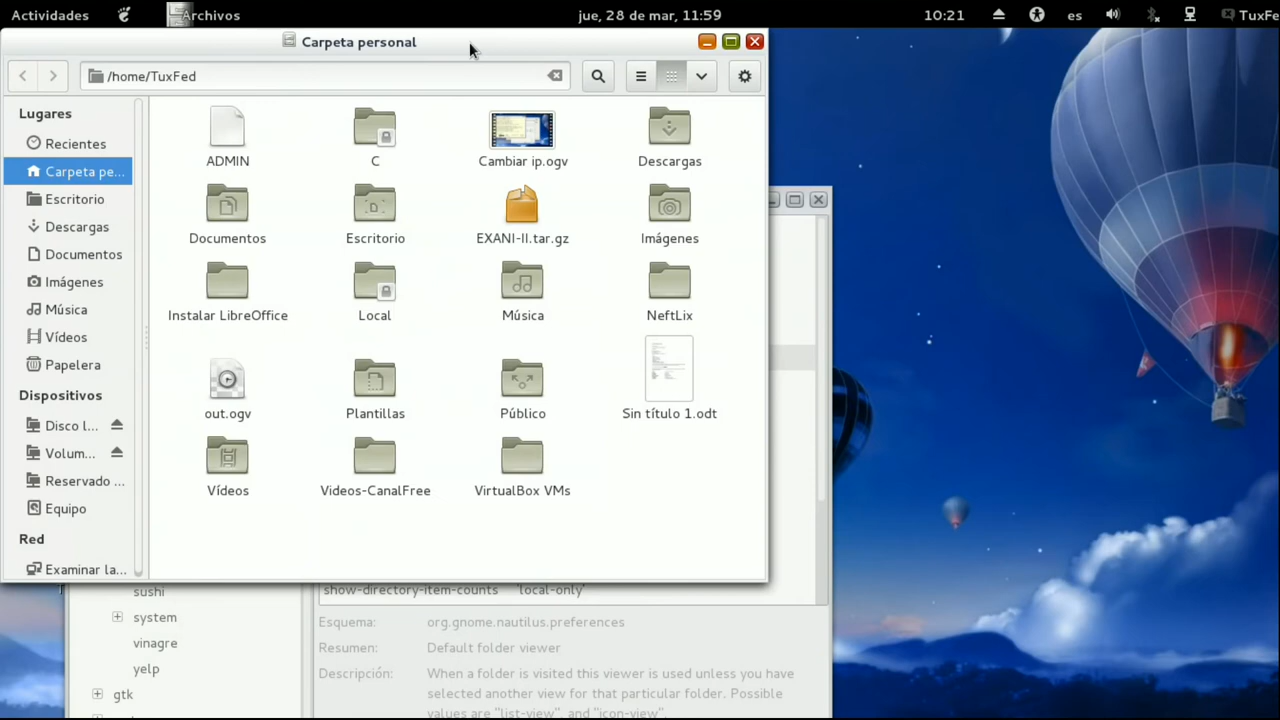 Actividades
Archivos
jue, 28 de mar, 11:59
10:21
es
TuxFe
Carpeta personal
/home/TuxFed
Lugares
Recientes
Carpeta pe...
Escritorio
Descargas
Documentos
Imágenes
Música
Vídeos
Papelera
Dispositivos
Disco l...
Volum...
Reservado ...
Equipo
Red
Examinar la...
ADMIN
C
Cambiar ip.ogv
Descargas
Documentos
Escritorio
EXANI-II.tar.gz
Imágenes
Instalar LibreOffice
Local
Música
NeftLix
out.ogv
Plantillas
Público
Sin título 1.odt
Vídeos
Videos-CanalFree
VirtualBox VMs
sushi
system
vinagre
yelp
gtk
show-directory-item-counts 'local-only'
Esquema: org.gnome.nautilus.preferences
Resumen: Default folder viewer
Descripción: When a folder is visited this viewer is used unless you have
selected another view for that particular folder. Possible
values are "list-view", and "icon-view".